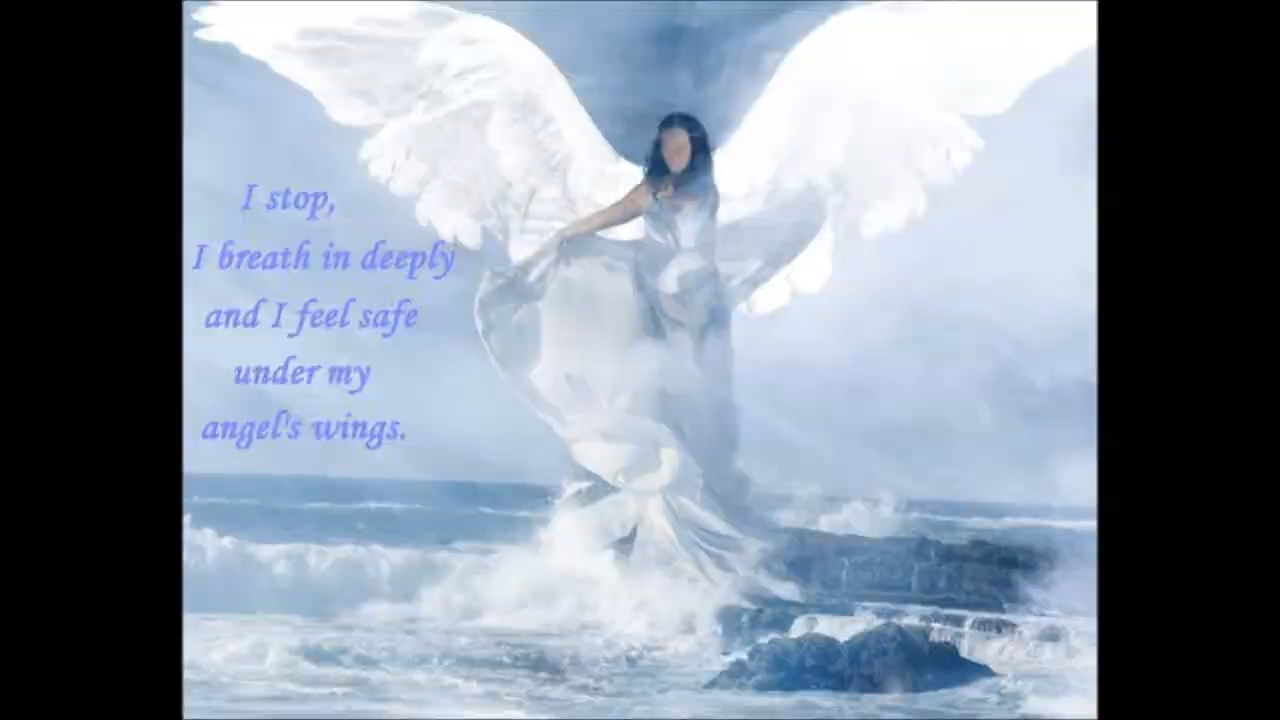 I stop,
I breath in deeply
and I feel safe
under my
angel's wings.